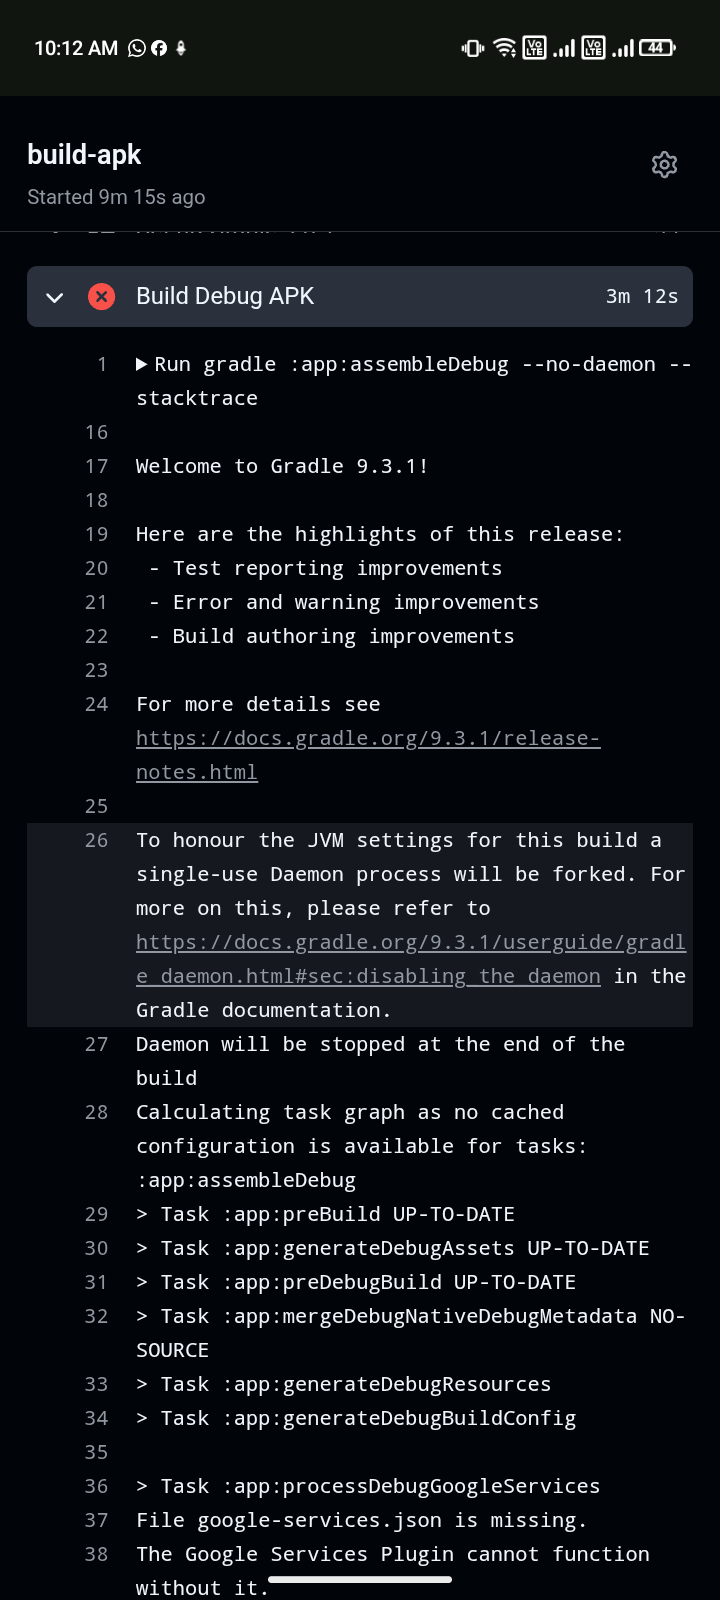 10:12 AM
Vo LTE
Vo LTE
44
build-apk
Started 9m 15s ago
Build Debug APK 3m 12s
1 Run gradle :app:assembleDebug --no-daemon --
stacktrace
16
17 Welcome to Gradle 9.3.1!
18
19 Here are the highlights of this release:
20 - Test reporting improvements
21 - Error and warning improvements
22 - Build authoring improvements
23
24 For more details see
https://docs.gradle.org/9.3.1/release-
notes.html
25
26 To honour the JVM settings for this build a
single-use Daemon process will be forked. For
more on this, please refer to
https://docs.gradle.org/9.3.1/userguide/gradl
e_daemon.html#sec:disabling_the_daemon in the
Gradle documentation.
27 Daemon will be stopped at the end of the
build
28 Calculating task graph as no cached
configuration is available for tasks:
:app:assembleDebug
29 > Task :app:preBuild UP-TO-DATE
30 > Task :app:generateDebugAssets UP-TO-DATE
31 > Task :app:preDebugBuild UP-TO-DATE
32 > Task :app:mergeDebugNativeDebugMetadata NO-
SOURCE
33 > Task :app:generateDebugResources
34 > Task :app:generateDebugBuildConfig
35
36 > Task :app:processDebugGoogleServices
37 File google-services.json is missing.
38 The Google Services Plugin cannot function
without it.